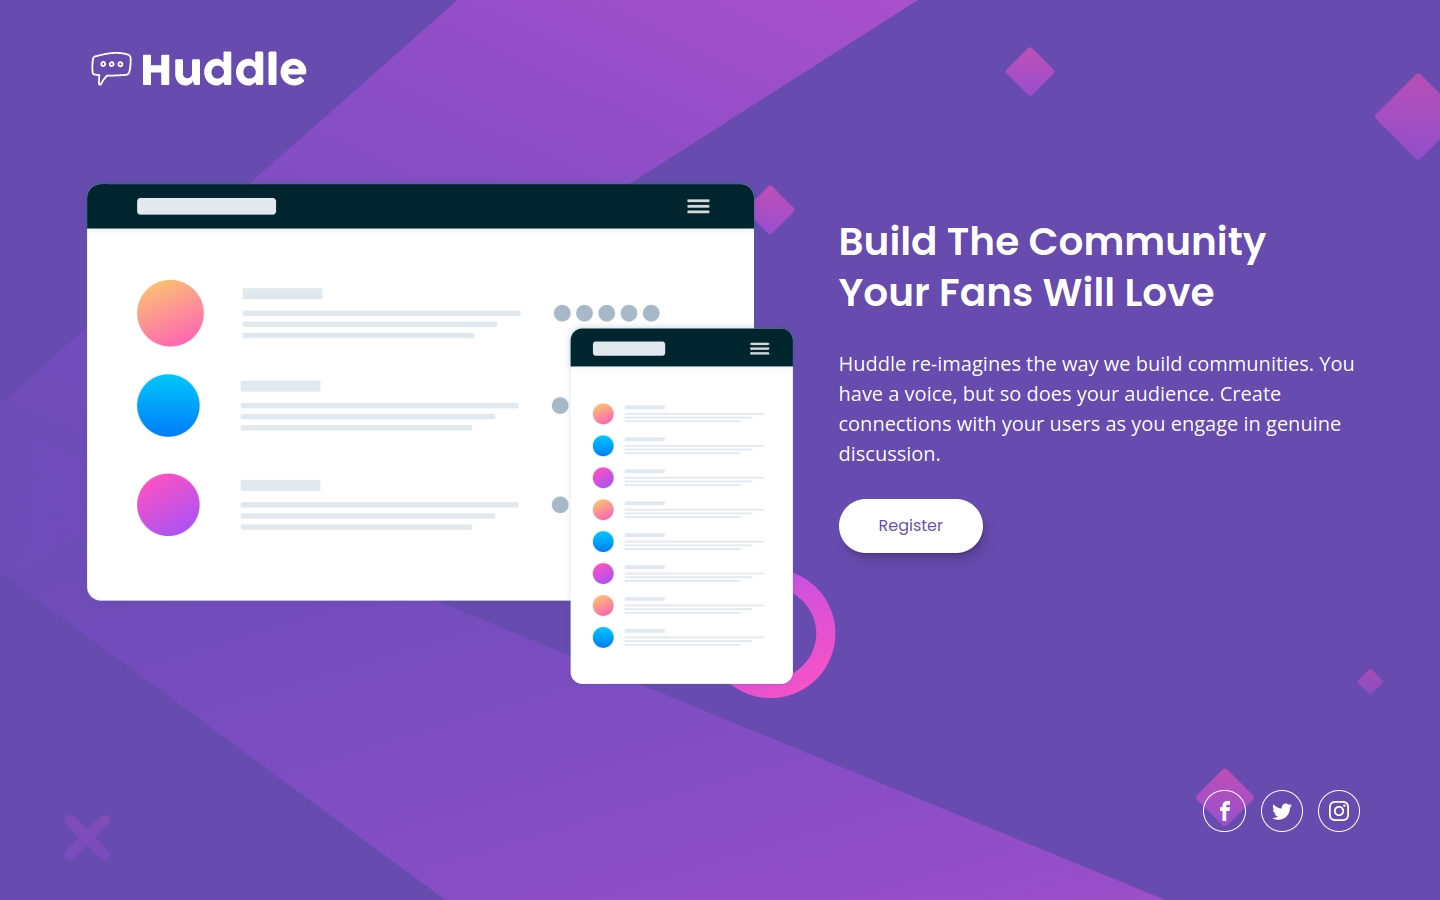 Huddle
Build The Community
Your Fans Will Love
Huddle re-imagines the way we build communities. You
have a voice, but so does your audience. Create
connections with your users as you engage in genuine
discussion.
Register